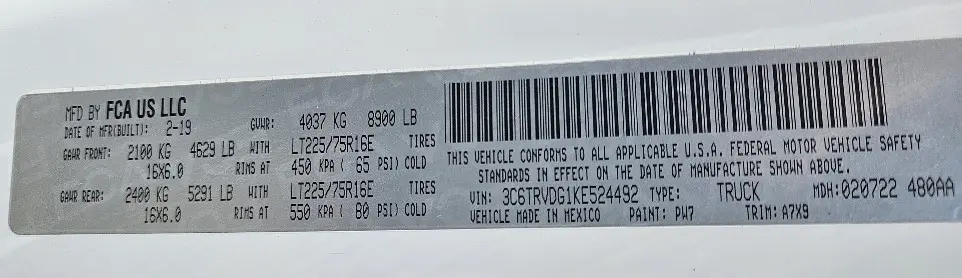 MFD BY FCA US LLC
DATE OF MFR(BUILT): 2-19 GVWR: 4037 KG 8900 LB
GAWR FRONT: 2100 KG 4629 LB WITH LT225/75R16E TIRES
16X6.0 RIMS AT 450 KPA ( 65 PSI) COLD
GAWR REAR: 2400 KG 5291 LB WITH LT225/75R16E TIRES
16X6.0 RIMS AT 550 KPA ( 80 PSI) COLD
THIS VEHICLE CONFORMS TO ALL APPLICABLE U.S.A. FEDERAL MOTOR VEHICLE SAFETY
STANDARDS IN EFFECT ON THE DATE OF MANUFACTURE SHOWN ABOVE.
VIN: 3C6TRVDG1KE524492 TYPE: TRUCK MDH:020722 480AA
VEHICLE MADE IN MEXICO PAINT: PW7 TRIM: A7X9